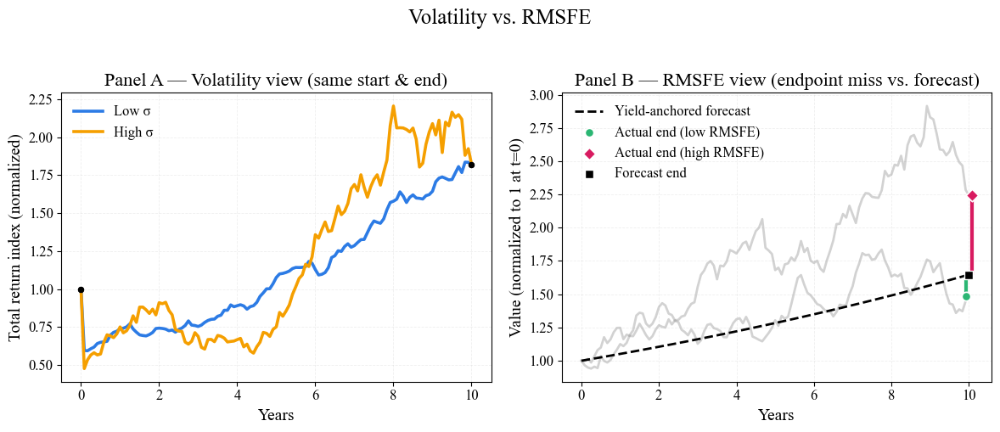 Volatility vs. RMSFE
Panel A — Volatility view (same start & end)
Low σ
High σ
Total return index (normalized)
2.25
2.00
1.75
1.50
1.25
1.00
0.75
0.50
0
2
4
6
8
10
Years
Panel B — RMSFE view (endpoint miss vs. forecast)
Yield-anchored forecast
Actual end (low RMSFE)
Actual end (high RMSFE)
Forecast end
Value (normalized to 1 at t=0)
3.00
2.75
2.50
2.25
2.00
1.75
1.50
1.25
1.00
0
2
4
6
8
10
Years